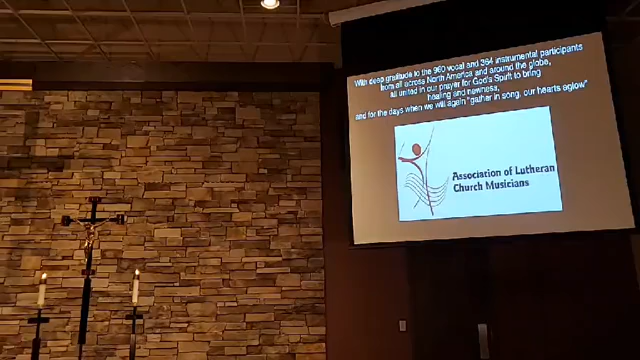 With deep gratitude to the 960 vocal and 364 instrumental participants
from all across North America and around the globe,
all united in our prayer for God's Spirit to bring
healing and newness,
and for the days when we will again "gather in song, our hearts aglow"
Association of Lutheran
Church Musicians